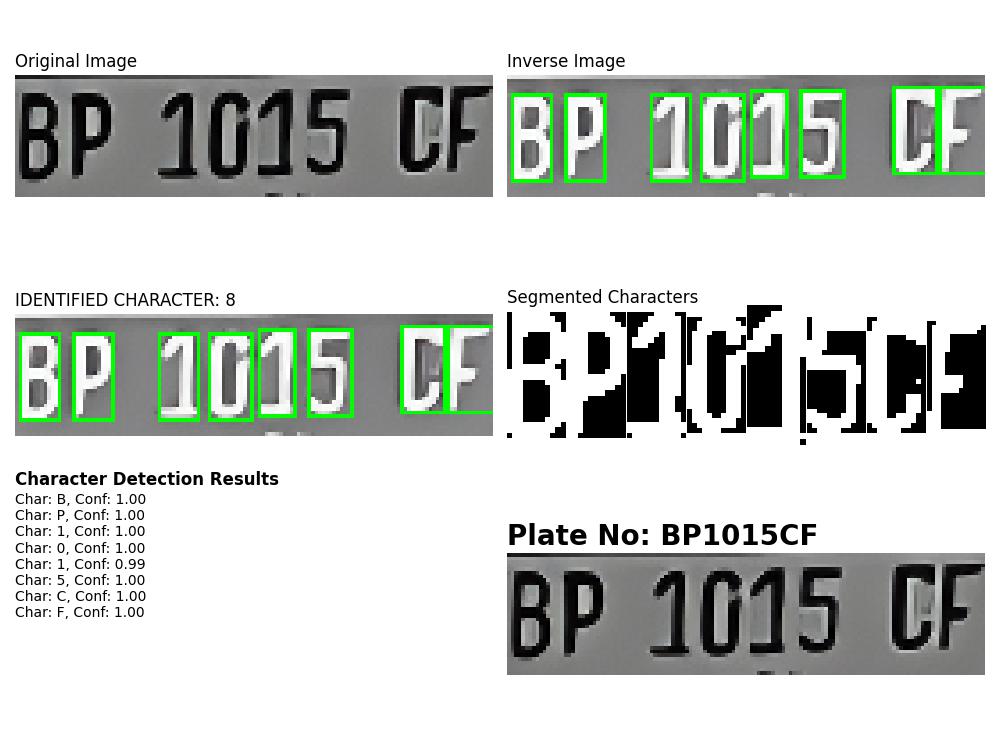 Original Image
BP 1015 CF
Inverse Image
BP 1015 CF
IDENTIFIED CHARACTER: 8
BP 1015 CF
Segmented Characters
BP1015CF
Character Detection Results
Char: B, Conf: 1.00
Char: P, Conf: 1.00
Char: 1, Conf: 1.00
Char: 0, Conf: 1.00
Char: 1, Conf: 0.99
Char: 5, Conf: 1.00
Char: C, Conf: 1.00
Char: F, Conf: 1.00
Plate No: BP1015CF
BP 1015 CF